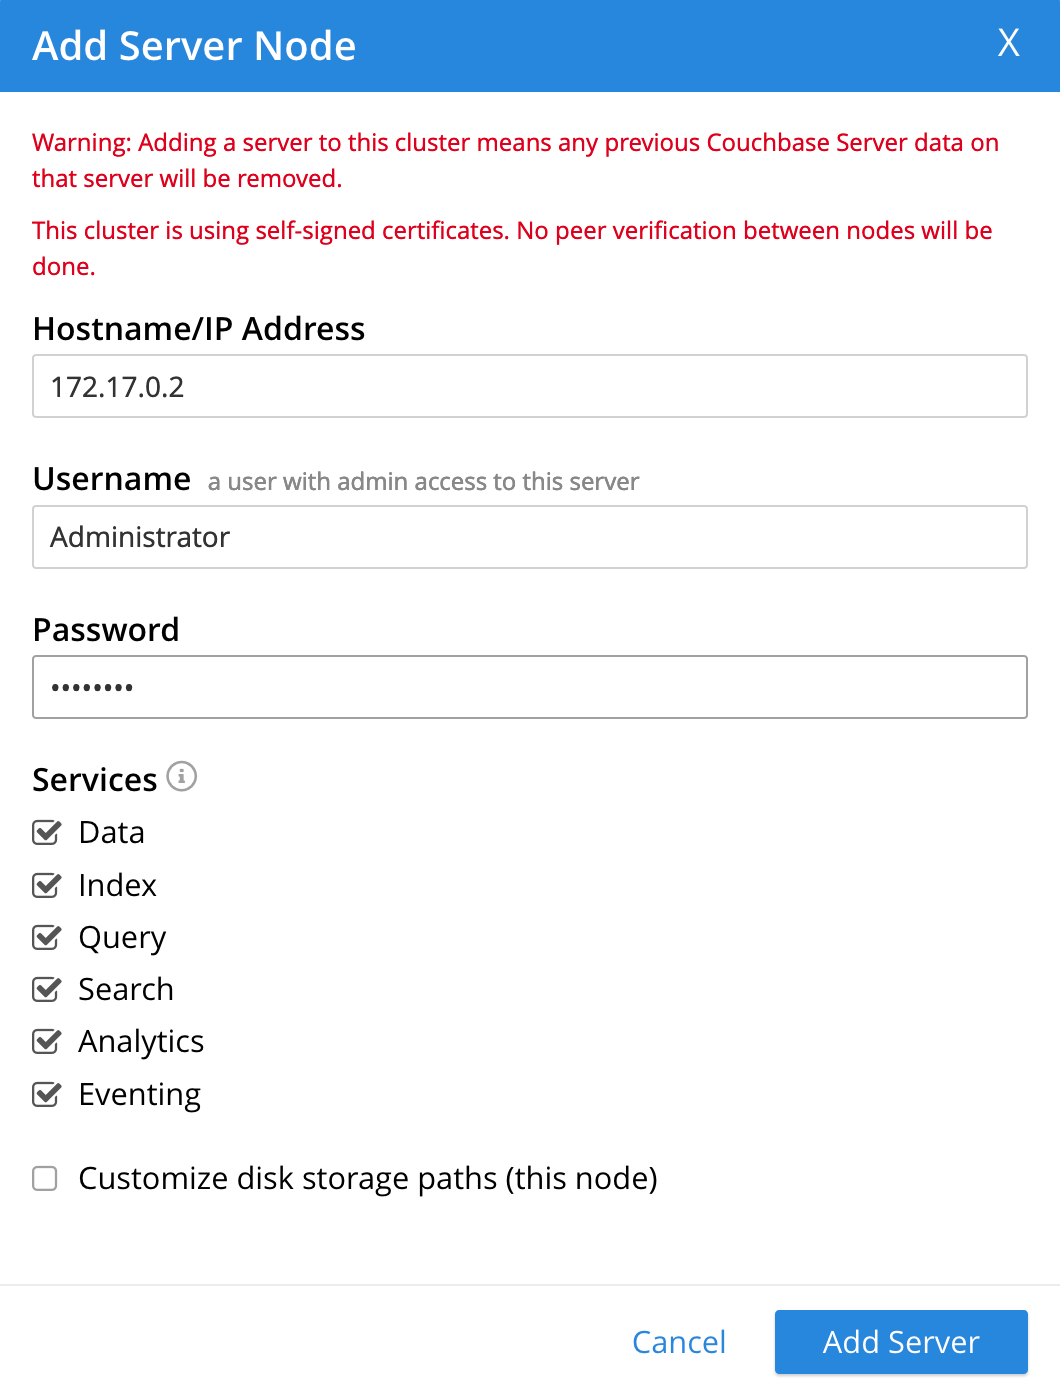 Add Server Node X
Warning: Adding a server to this cluster means any previous Couchbase Server data on
that server will be removed.
This cluster is using self-signed certificates. No peer verification between nodes will be
done.
Hostname/IP Address
172.17.0.2
Username a user with admin access to this server
Administrator
Password
••••••••
Services i
Data
Index
Query
Search
Analytics
Eventing
Customize disk storage paths (this node)
Cancel Add Server